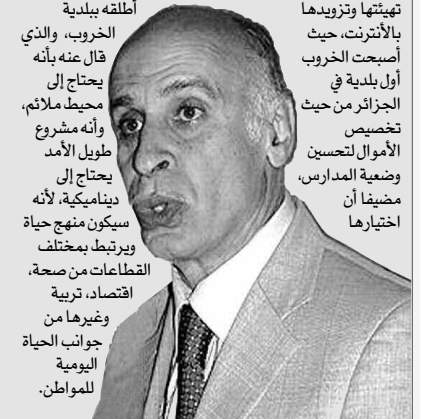 تهيئتها وتزويدها
بالأنترنت، حيث
أصبحت الخروب
أول بلدية في
الجزائر من حيث
تخصيص
الأموال لتحسين
وضعية المدارس،
مضيفا أن
اختيارها
أطلقه ببلدية
الخروب، والذي
قال عنه بأنه
يحتاج إلى
محيط ملائم،
وأنه مشروع
طويل الأمد
يحتاج إلى
ديناميكية، لأنه
سيكون منهج حياة
ويرتبط بمختلف
القطاعات من صحة،
اقتصاد، تربية
وغيرها من
جوانب الحياة
اليومية
للمواطن.